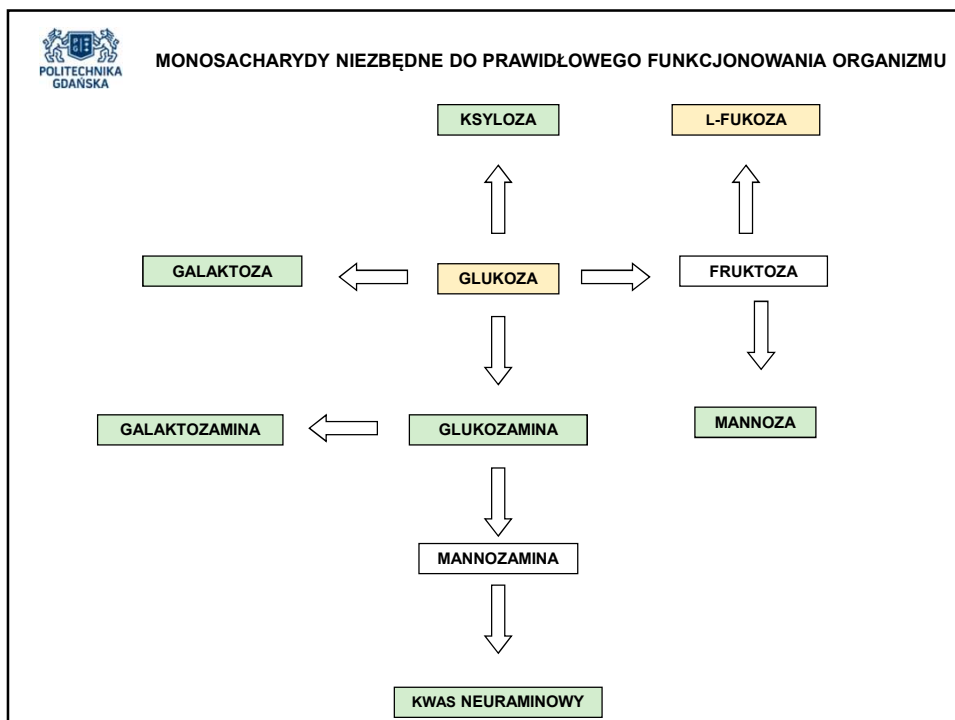 POLITECHNIKA
GDAŃSKA
MONOSACHARYDY NIEZBĘDNE DO PRAWIDŁOWEGO FUNKCJONOWANIA ORGANIZMU
KSYLOZA
L-FUKOZA
GALAKTOZA
GLUKOZA
FRUKTOZA
GALAKTOZAMINA
GLUKOZAMINA
MANNOZA
MANNOZAMINA
KWAS NEURAMINOWY